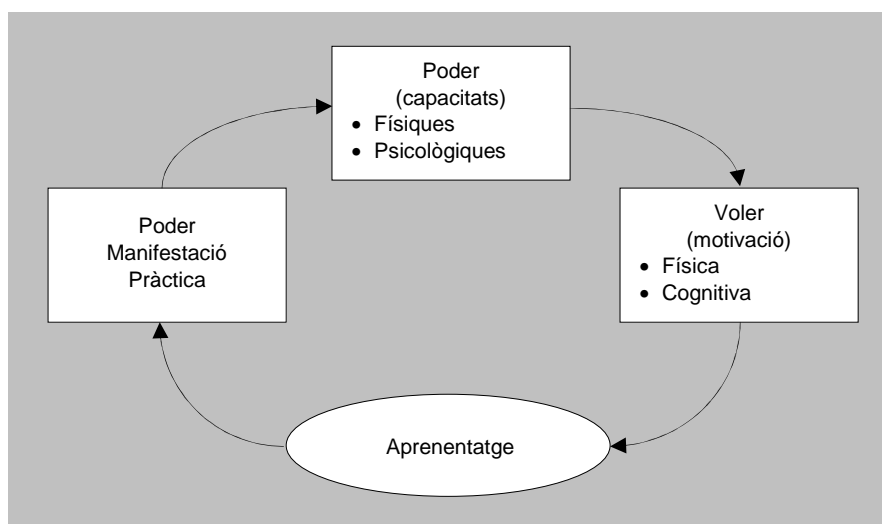 Poder
(capacitats)
• Físiques
• Psicològiques
Voler
(motivació)
• Física
• Cognitiva
Aprenentatge
Poder
Manifestació
Pràctica